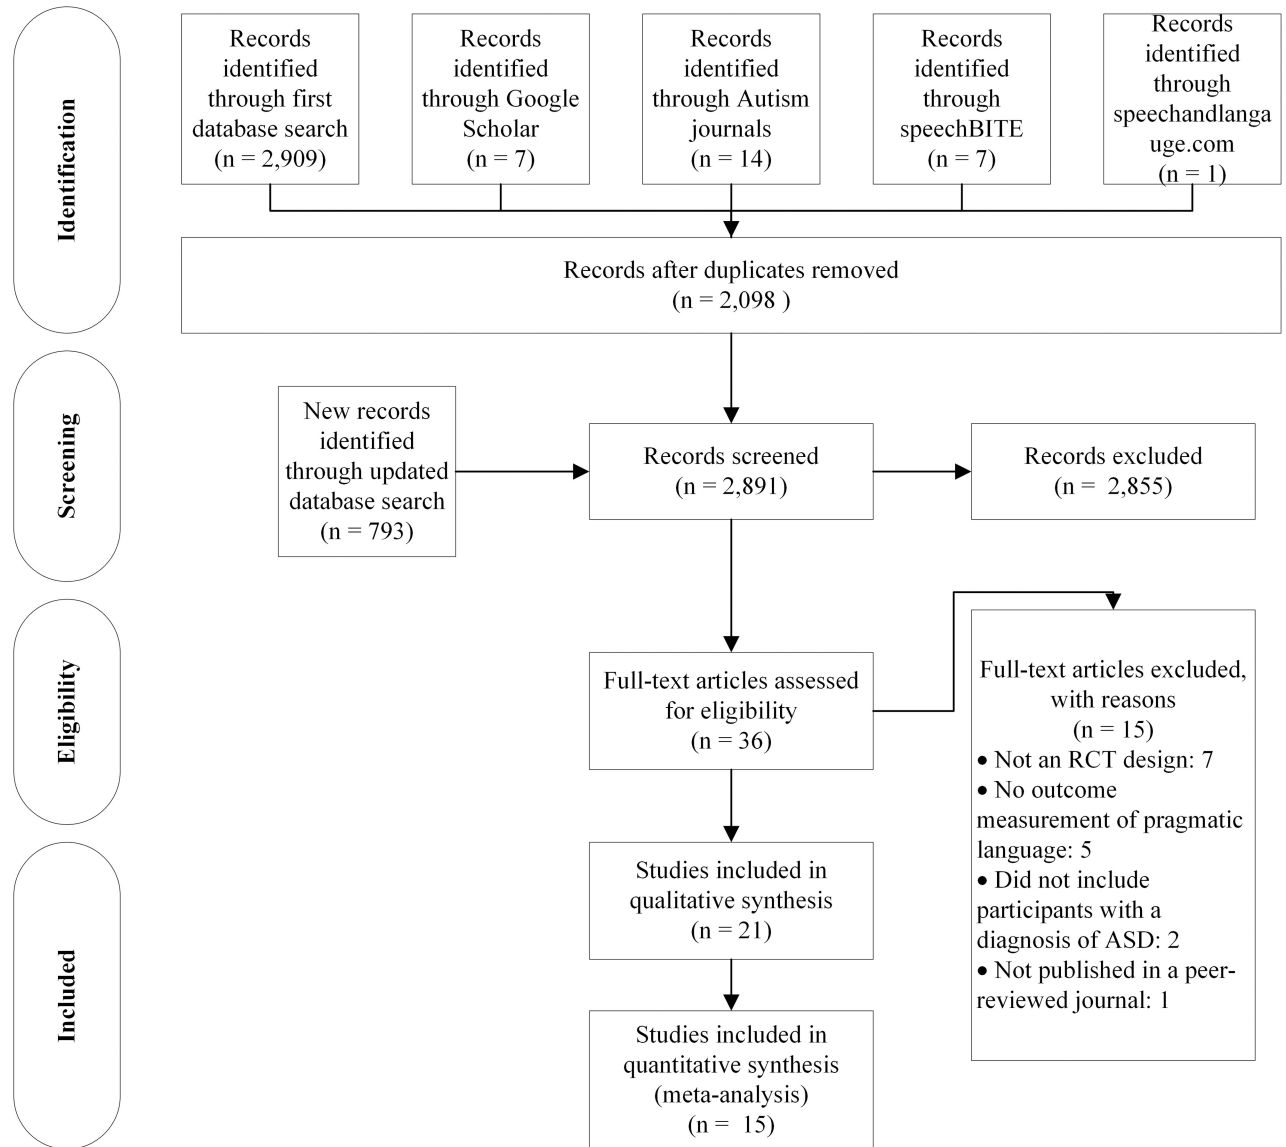 Identification
Records
identified
through first
database search
(n = 2,909)
Records
identified
through Google
Scholar
(n = 7)
Records
identified
through Autism
journals
(n = 14)
Records
identified
through
speechBITE
(n = 7)
Records
identified
through
speechandlanga
uge.com
(n = 1)
Records after duplicates removed
(n = 2,098 )
Screening
New records
identified
through updated
database search
(n = 793)
Records screened
(n = 2,891)
Records excluded
(n =  2,855)
Eligibility
Full-text articles assessed
for eligibility
(n = 36)
Full-text articles excluded,
with reasons
(n = 15)
• Not an RCT design: 7
• No outcome
measurement of pragmatic
language: 5
• Did not include
participants with a
diagnosis of ASD: 2
• Not published in a peer-
reviewed journal: 1
Included
Studies included in
qualitative synthesis
(n = 21)
Studies included in
quantitative synthesis
(meta-analysis)
(n =  15)